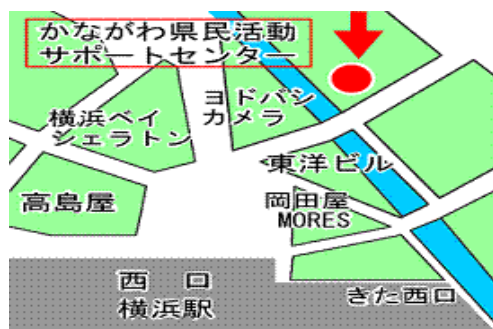 かながわ県民活動
サポートセンター
ヨドバシ
カメラ
横浜ベイ
シェラトン
東洋ビル
高島屋
岡田屋
MORES
西口
横浜駅
きた西口